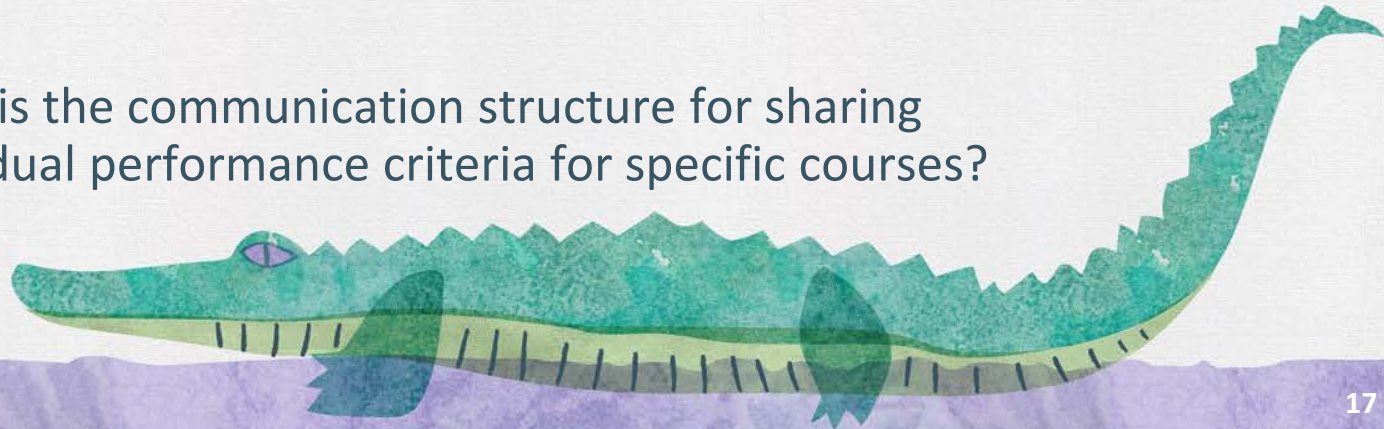 is the communication structure for sharing
dual performance criteria for specific courses?
17